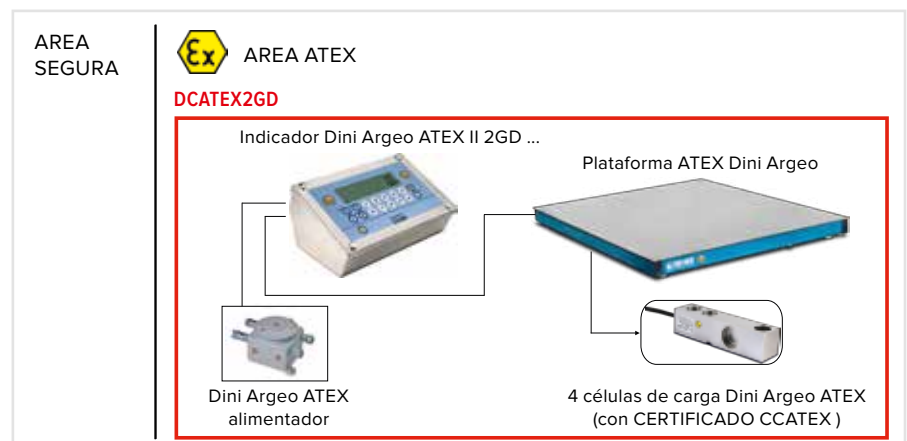 AREA
SEGURA
AREA ATEX
DCATEX2GD
Indicador Dini Argeo ATEX II 2GD ...
Plataforma ATEX Dini Argeo
Dini Argeo ATEX
alimentador
4 células de carga Dini Argeo ATEX
(con CERTIFICADO CCATEX )